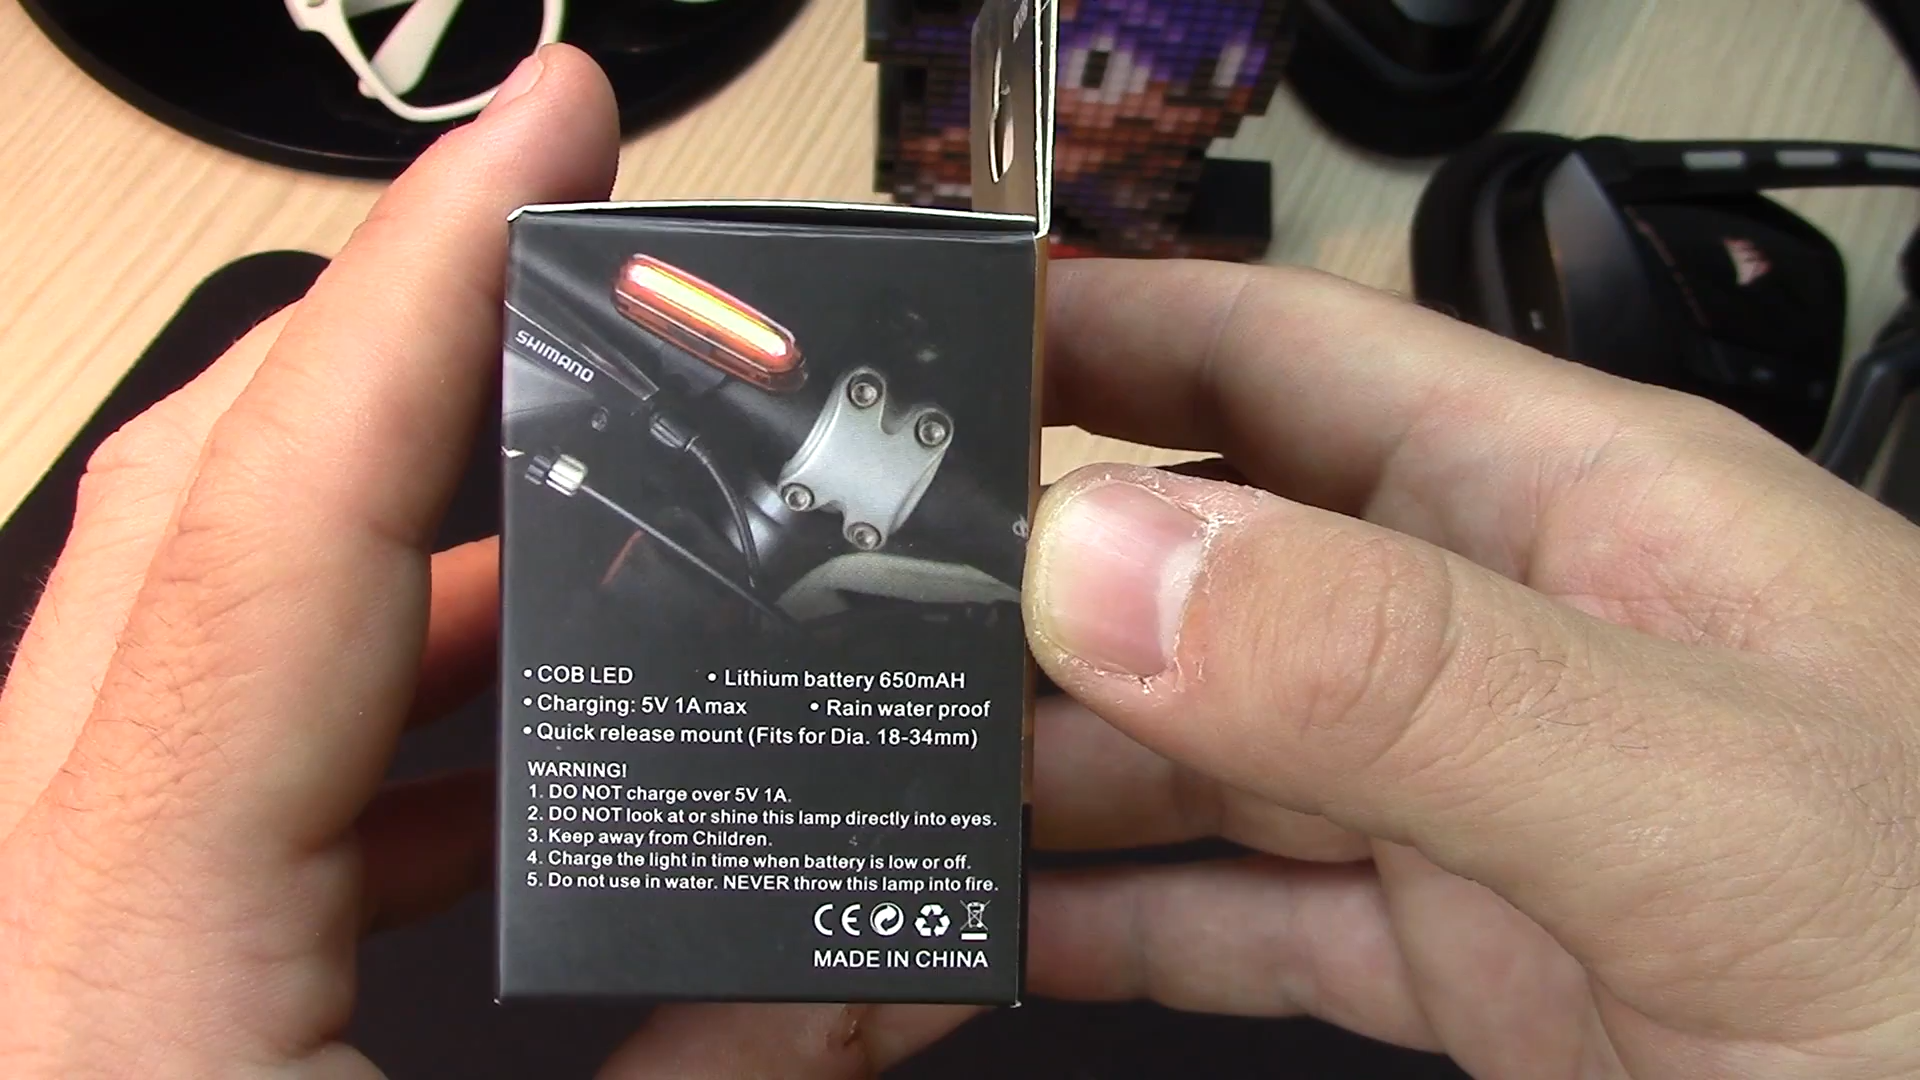 SHIMANO
• COB LED • Lithium battery 650mAH
• Charging: 5V 1A max • Rain water proof
• Quick release mount (Fits for Dia. 18-34mm)
WARNING!
1. DO NOT charge over 5V 1A.
2. DO NOT look at or shine this lamp directly into eyes.
3. Keep away from Children.
4. Charge the light in time when battery is low or off.
5. Do not use in water. NEVER throw this lamp into fire.
CE
MADE IN CHINA